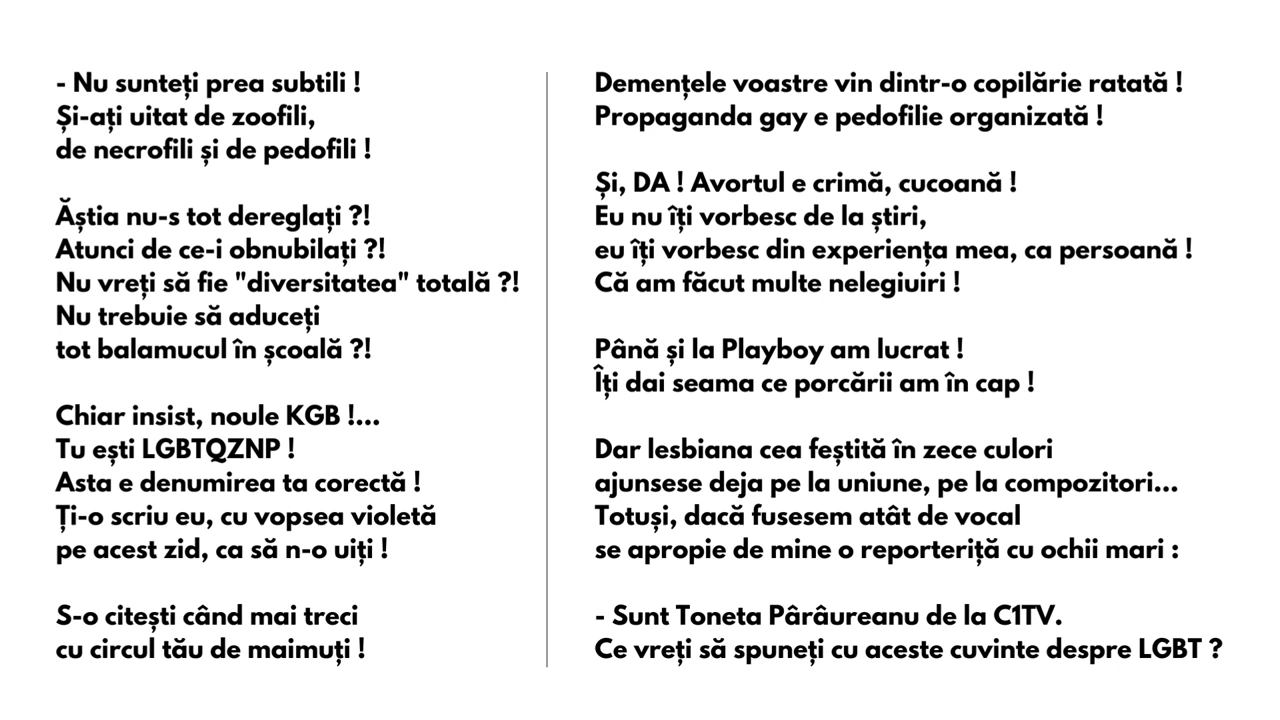 - Nu sunteți prea subtili !
Și-ați uitat de zoofili,
de necrofili și de pedofili !
Ăștia nu-s tot dereglați ?!
Atunci de ce-i obnubilați ?!
Nu vreți să fie "diversitatea" totală ?!
Nu trebuie să aduceți
tot balamucul în școală ?!
Chiar insist, noule KGB !...
Tu ești LGBTQZNP !
Asta e denumirea ta corectă !
Ți-o scriu eu, cu vopsea violetă
pe acest zid, ca să n-o uiți !
S-o citești când mai treci
cu circul tău de maimuți !
Demențele voastre vin dintr-o copilărie ratată !
Propaganda gay e pedofilie organizată !
Și, DA ! Avortul e crimă, cucoană !
Eu nu îți vorbesc de la știri,
eu îți vorbesc din experiența mea, ca persoană !
Că am făcut multe nelegiuiri !
Până și la Playboy am lucrat !
Îți dai seama ce porcării am în cap !
Dar lesbiana cea feștită în zece culori
ajunsese deja pe la uniune, pe la compozitori...
Totuși, dacă fusesem atât de vocal
se apropie de mine o reporteriță cu ochii mari :
- Sunt Toneta Pârâureanu de la C1TV.
Ce vreți să spuneți cu aceste cuvinte despre LGBT ?